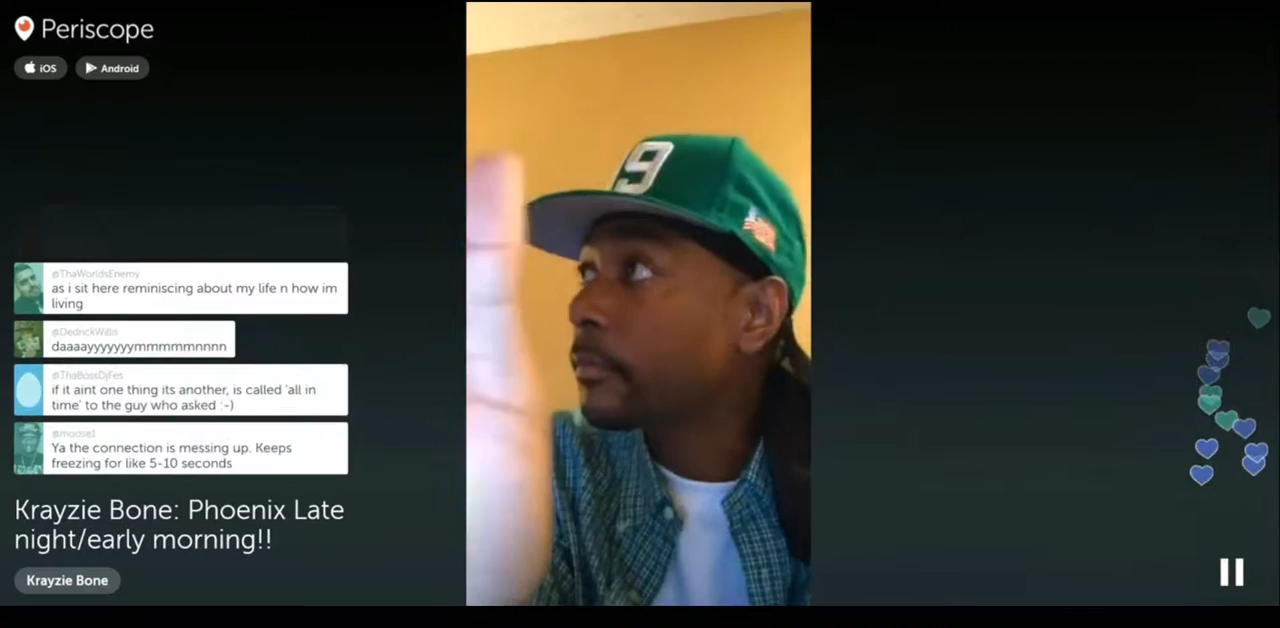 Periscope
iOS
Android
9
@ThaWorldsEnemy
as i sit here reminiscing about my life n how im
living
@DedrickWillis
daaaayyyyyyymmmmmnnnn
@ThaBossDjFes
if it aint one thing its another, is called 'all in
time' to the guy who asked :-)
@moose1
Ya the connection is messing up. Keeps
freezing for like 5-10 seconds
Krayzie Bone: Phoenix Late
night/early morning!!
Krayzie Bone